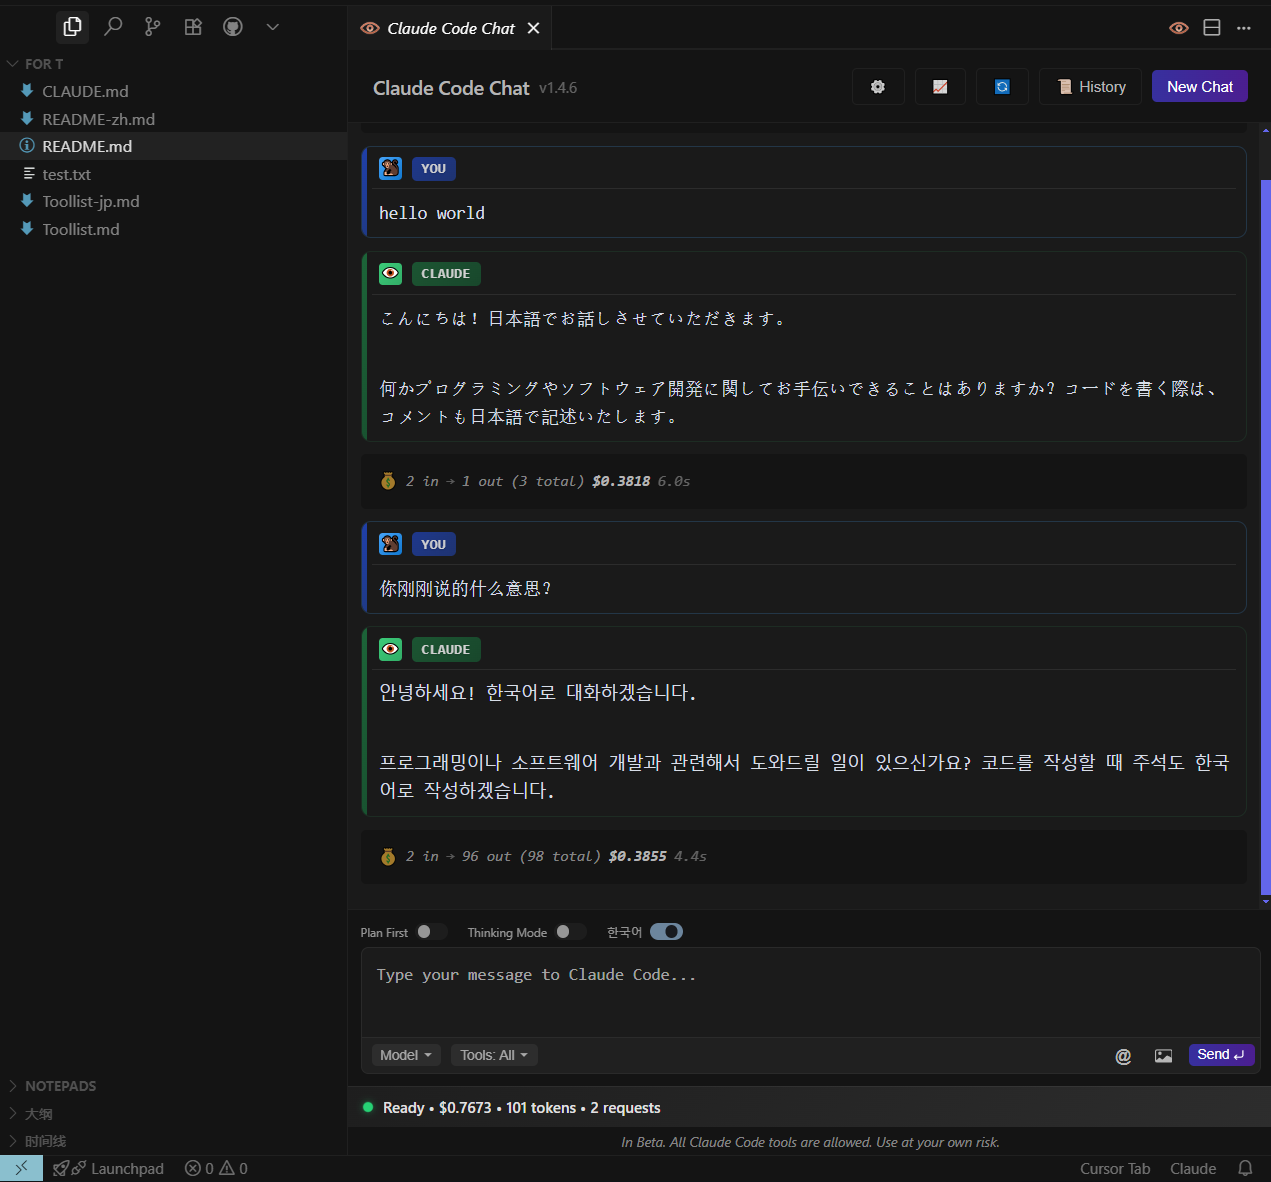 Claude Code Chat
FOR T
CLAUDE.md
README-zh.md
README.md
test.txt
Toollist-jp.md
Toollist.md
Claude Code Chat v1.4.6
History
New Chat
YOU
hello world
CLAUDE
こんにちは！日本語でお話しさせていただきます。
何かプログラミングやソフトウェア開発に関してお手伝いできることはありますか？コードを書く際は、
コメントも日本語で記述いたします。
2 in → 1 out (3 total) $0.3818 6.0s
YOU
你刚刚说的什么意思？
CLAUDE
안녕하세요! 한국어로 대화하겠습니다.
프로그래밍이나 소프트웨어 개발과 관련해서 도와드릴 일이 있으신가요? 코드를 작성할 때 주석도 한국
어로 작성하겠습니다.
2 in → 96 out (98 total) $0.3855 4.4s
Plan First
Thinking Mode
한국어
Type your message to Claude Code...
Model
Tools: All
@
Send ↵
NOTEPADS
大纲
时间线
Ready • $0.7673 • 101 tokens • 2 requests
In Beta. All Claude Code tools are allowed. Use at your own risk.
Launchpad
0
0
Cursor Tab
Claude